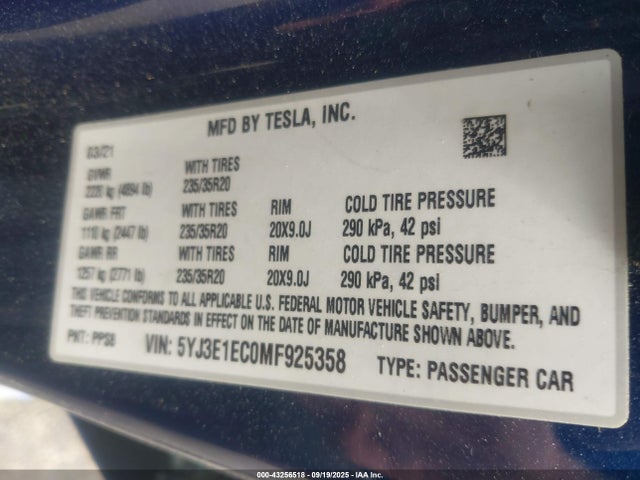 MFD BY TESLA, INC.
03/21
GVWR WITH TIRES
2220 kg (4894 lb) 235/35R20
GAWR FRT WITH TIRES RIM COLD TIRE PRESSURE
1110 kg (2447 lb) 235/35R20 20X9.0J 290 kPa, 42 psi
GAWR RR WITH TIRES RIM COLD TIRE PRESSURE
1257 kg (2771 lb) 235/35R20 20X9.0J 290 kPa, 42 psi
THIS VEHICLE CONFORMS TO ALL APPLICABLE U.S. FEDERAL MOTOR VEHICLE SAFETY, BUMPER, AND
THEFT PREVENTION STANDARDS IN EFFECT ON THE DATE OF MANUFACTURE SHOWN ABOVE.
PNT: PPSB VIN: 5YJ3E1EC0MF925358 TYPE: PASSENGER CAR
000-43256518 - 09/19/2025 - IAA, Inc.